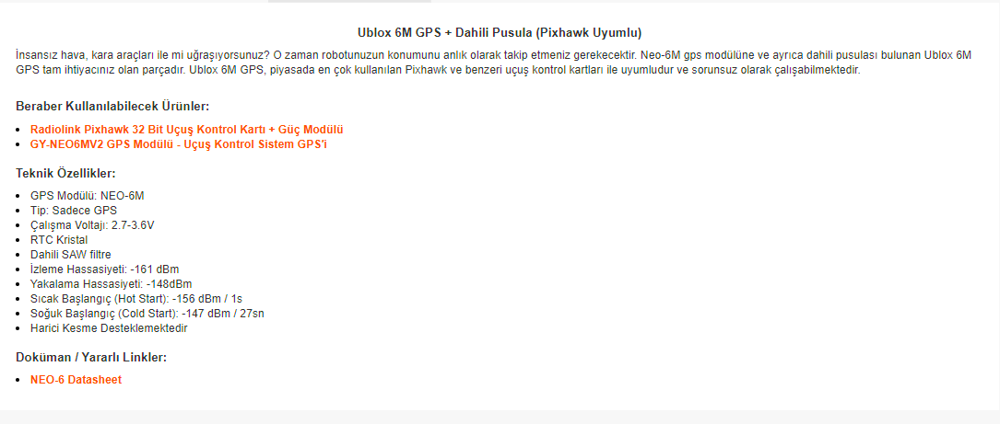 Ublox 6M GPS + Dahili Pusula (Pixhawk Uyumlu)
İnsansız hava, kara araçları ile mi uğraşıyorsunuz? O zaman robotunuzun konumunu anlık olarak takip etmeniz gerekecektir. Neo-6M gps modülüne ve ayrıca dahili pusulası bulunan Ublox 6M
GPS tam ihtiyacınız olan parçadır. Ublox 6M GPS, piyasada en çok kullanılan Pixhawk ve benzeri uçuş kontrol kartları ile uyumludur ve sorunsuz olarak çalışabilmektedir.
Beraber Kullanılabilecek Ürünler:
Radiolink Pixhawk 32 Bit Uçuş Kontrol Kartı + Güç Modülü
GY-NEO6MV2 GPS Modülü - Uçuş Kontrol Sistem GPS'i
Teknik Özellikler:
GPS Modülü: NEO-6M
Tip: Sadece GPS
Çalışma Voltajı: 2.7-3.6V
RTC Kristal
Dahili SAW filtre
İzleme Hassasiyeti: -161 dBm
Yakalama Hassasiyeti: -148dBm
Sıcak Başlangıç (Hot Start): -156 dBm / 1s
Soğuk Başlangıç (Cold Start): -147 dBm / 27sn
Harici Kesme Desteklemektedir
Doküman / Yararlı Linkler:
NEO-6 Datasheet